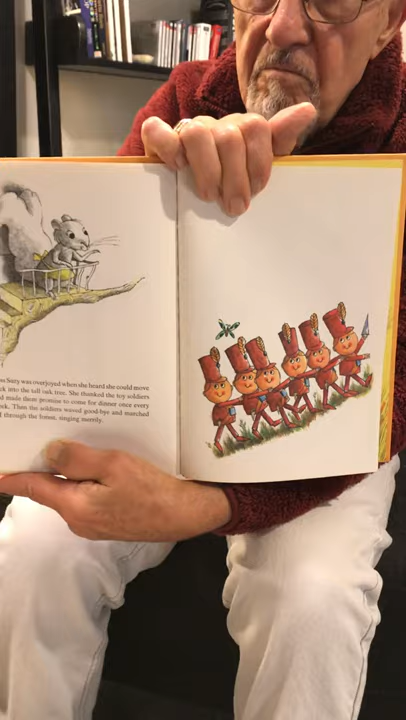 Suzy was overjoyed when she heard she could move
into the tall oak tree. She thanked the toy soldiers
made them promise to come for dinner once every
Then the soldiers waved good-bye and marched
through the forest, singing merrily.